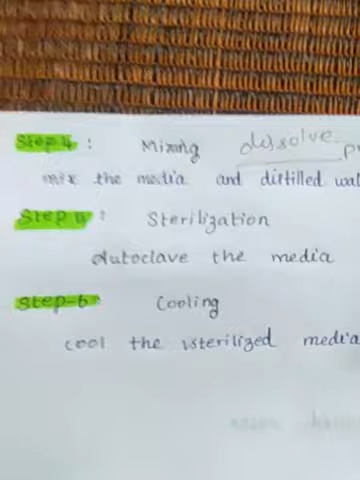 Step 4 : Mixing dissolve
mix the media and distilled wat
Step 5 : Sterilization
Autoclave the media
Step-6 : Cooling
cool the sterilized media